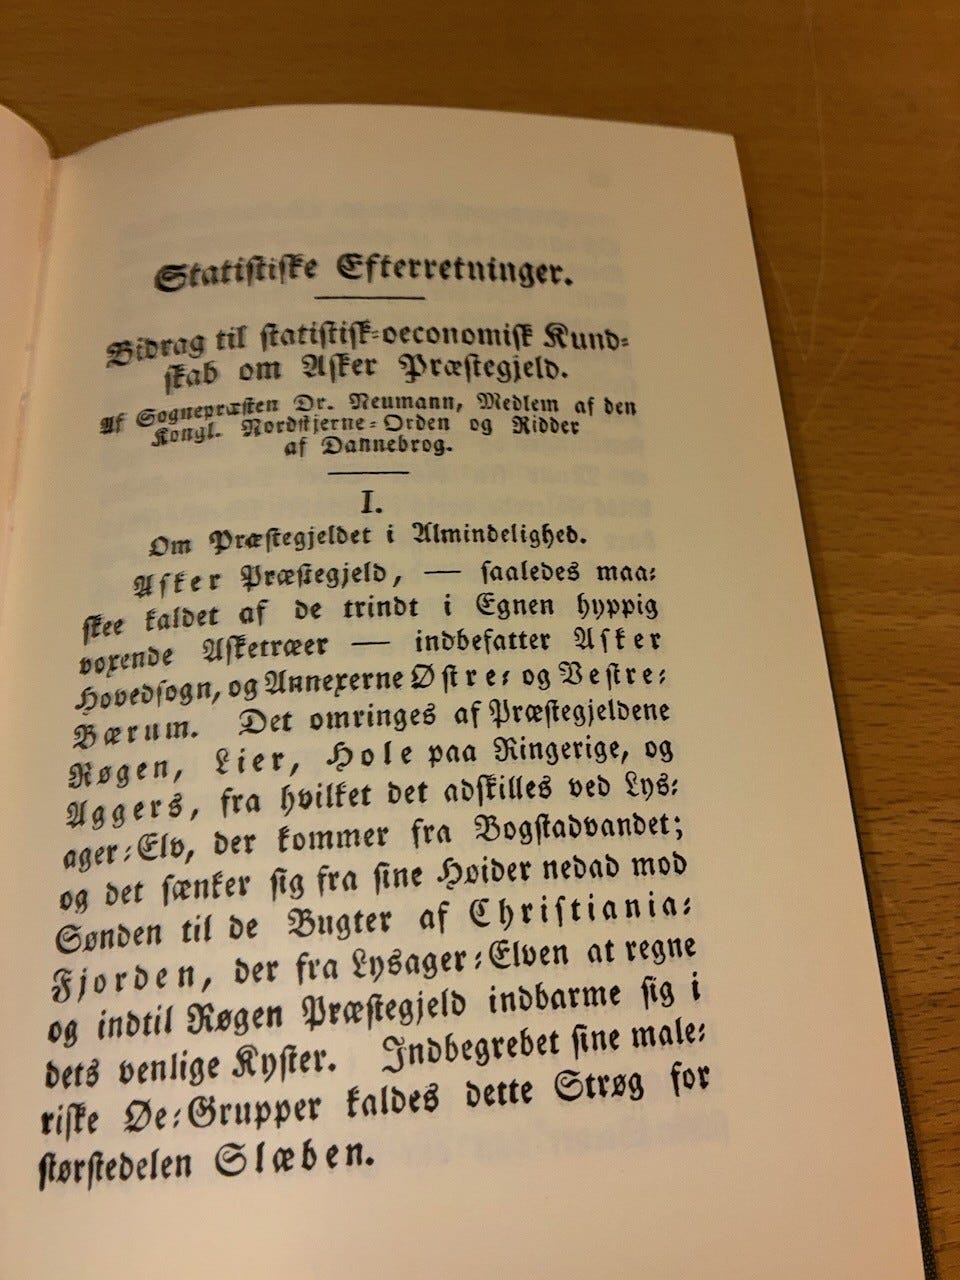 Statistiske Efterretninger.
Bidrag til statistisk-oeconomisk Kund-
skab om Asker Præstegjeld.
Af Sognepræsten Dr. Neumann, Medlem af den
Kongl. Nordstjerne-Orden og Ridder
af Dannebrog.
I.
Om Præstegjeldet i Almindelighed.
Asker Præstegjeld, — saaledes maa-
skee kaldet af de trindt i Egnen hyppig
voxende Asketræer — indbefatter Asker
Hovedsogn, og Annexerne Østre- og Vestre-
Bærum. Det omringes af Præstegjeldene
Røgen, Lier, Hole paa Ringerige, og
Aggers, fra hvilket det adskilles ved Lys-
ager-Elv, der kommer fra Bogstadvandet;
og det sænker sig fra sine Høider nedad mod
Sønden til de Bugter af Christiania-
Fjorden, der fra Lysager-Elven at regne
og indtil Røgen Præstegjeld indbarme sig i
dets venlige Kyster. Indbegrebet sine male-
riske Øe-Grupper kaldes dette Strøg for
størstedelen Slæben.